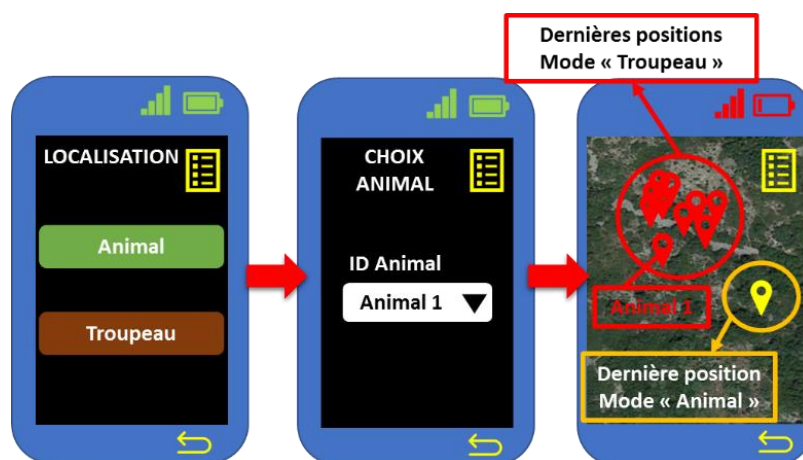 Dernières positions
Mode « Troupeau »
LOCALISATION
Animal
Troupeau
CHOIX
ANIMAL
ID Animal
Animal 1
Animal 1
Dernière position
Mode « Animal »